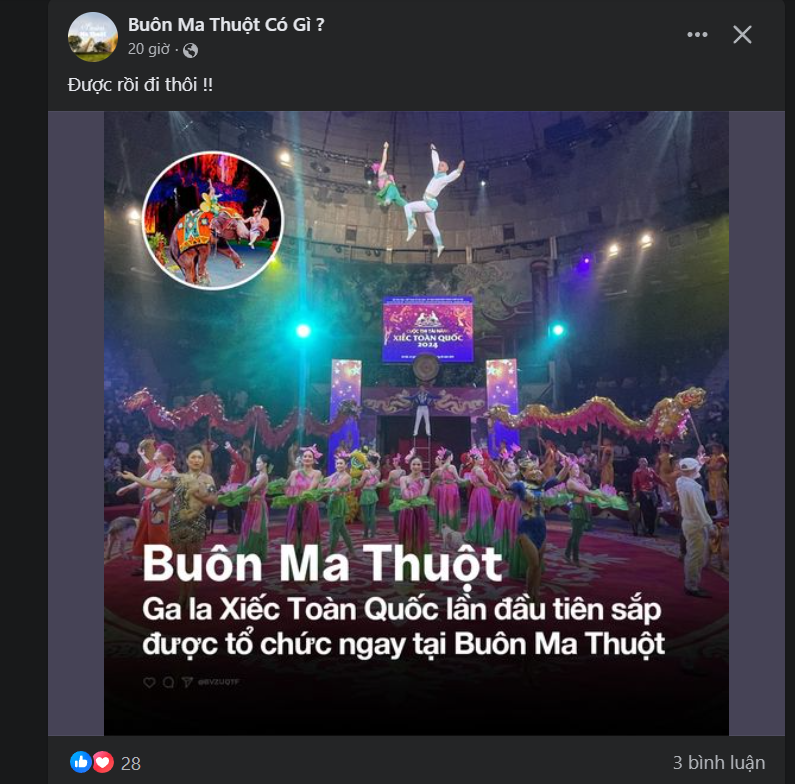 Buôn Ma Thuột Có Gì ?
20 giờ ·
Được rồi đi thôi !!
CUỘC THI TÀI NĂNG
XIẾC TOÀN QUỐC
2024
Buôn Ma Thuột
Ga la Xiếc Toàn Quốc lần đầu tiên sắp
được tổ chức ngay tại Buôn Ma Thuột
28
3 bình luận